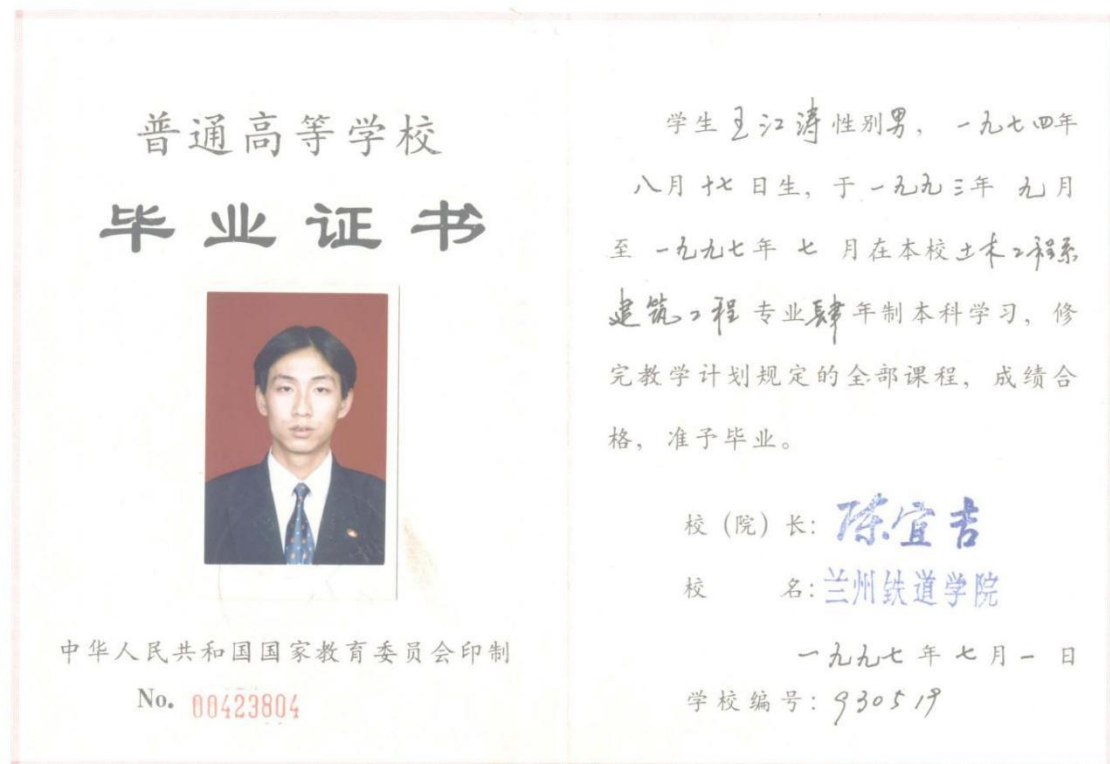 普通高等学校
毕业证书
中华人民共和国国家教育委员会印制
No. 00423804
学生王江涛性别男，一九七四年
八月十七日生，于一九九三年九月
至一九九七年七月在本校土木工程系
建筑工程专业肆年制本科学习，修
完教学计划规定的全部课程，成绩合
格，准予毕业。
校（院）长：陈宜吉
校名：兰州铁道学院
一九九七年七月一日
学校编号：930519